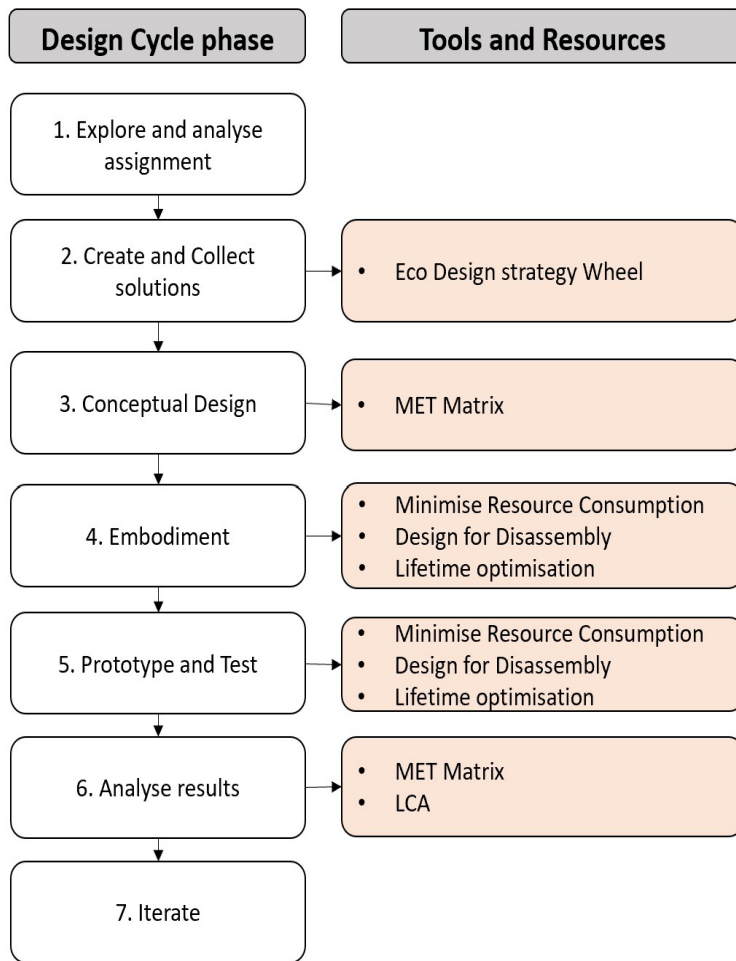 Design Cycle phase
Tools and Resources
1. Explore and analyse
assignment
2. Create and Collect
solutions
• Eco Design strategy Wheel
3. Conceptual Design
• MET Matrix
4. Embodiment
• Minimise Resource Consumption
• Design for Disassembly
• Lifetime optimisation
5. Prototype and Test
• Minimise Resource Consumption
• Design for Disassembly
• Lifetime optimisation
6. Analyse results
• MET Matrix
• LCA
7. Iterate